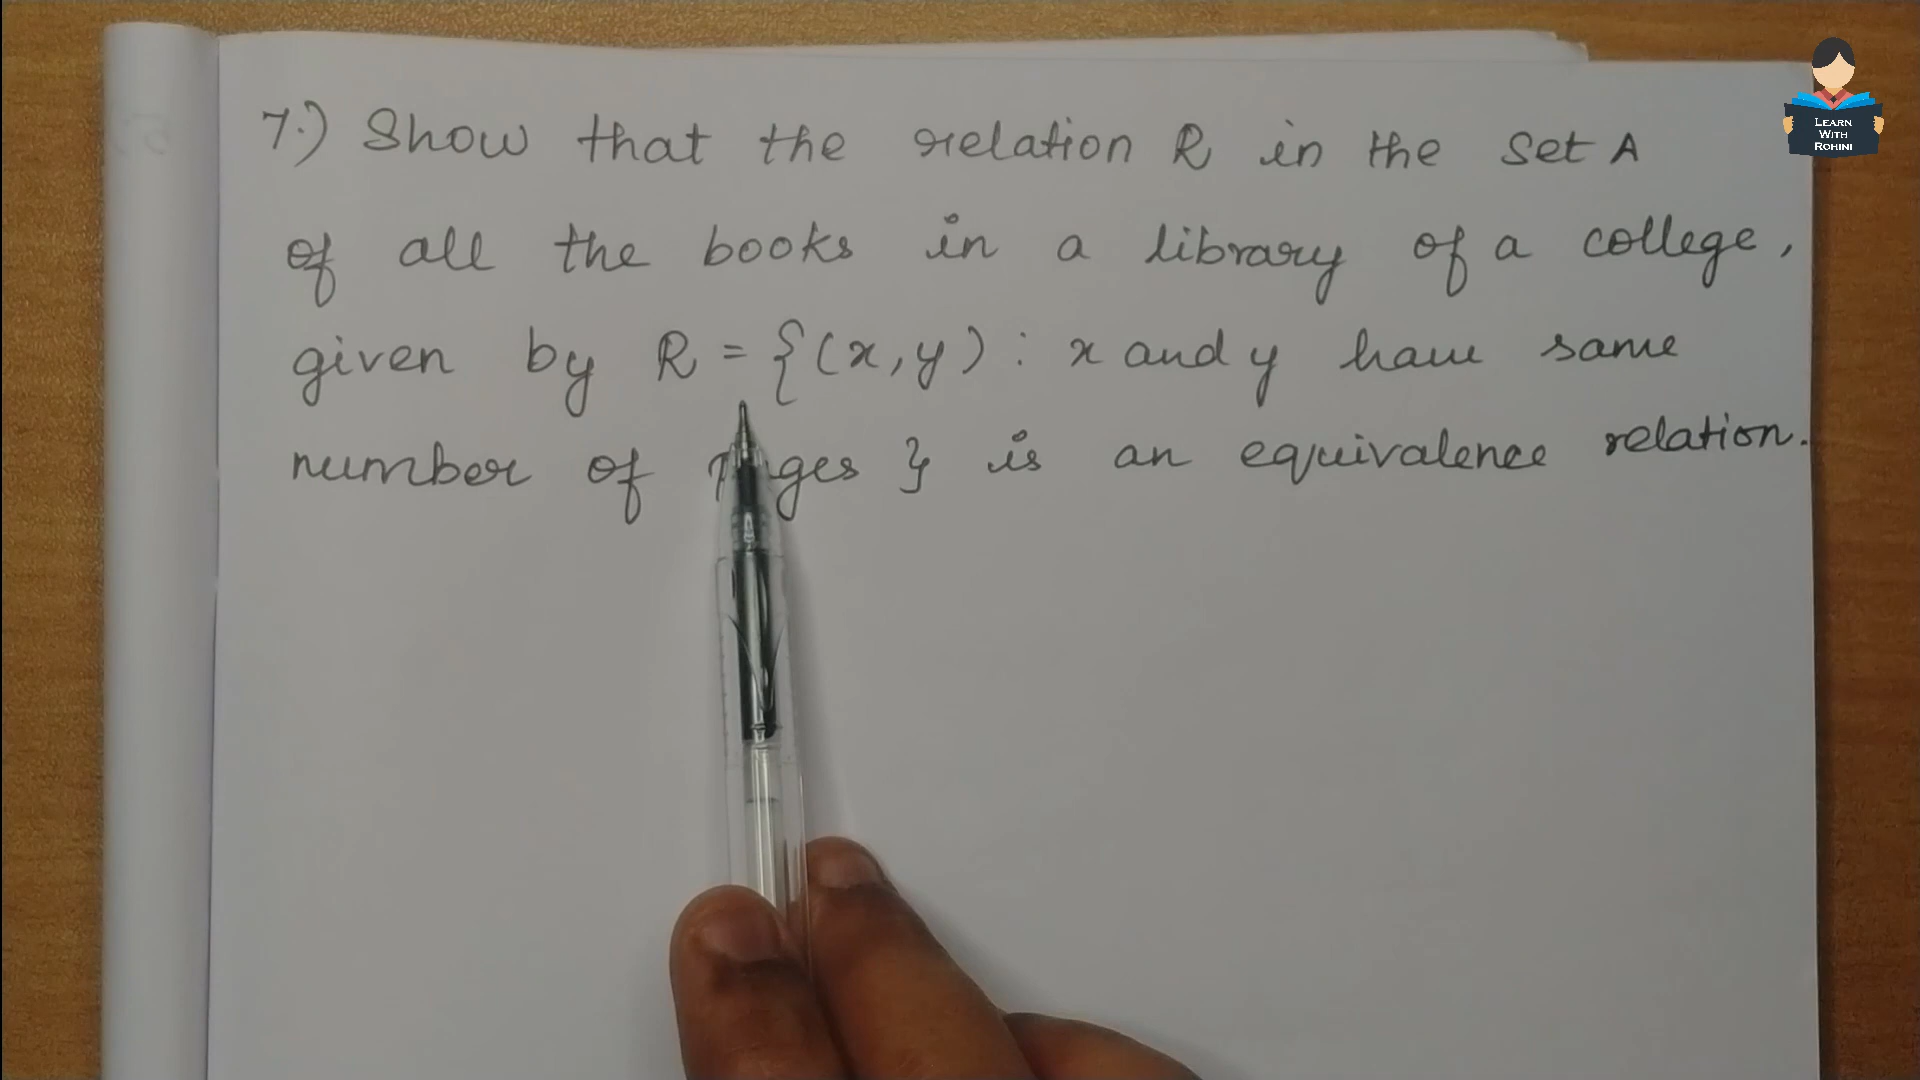 7.) Show that the relation R in the set A
of all the books in a library of a college,
given by R = {(x, y) : x and y have same
number of pages } is an equivalence relation.
LEARN
WITH
ROHINI